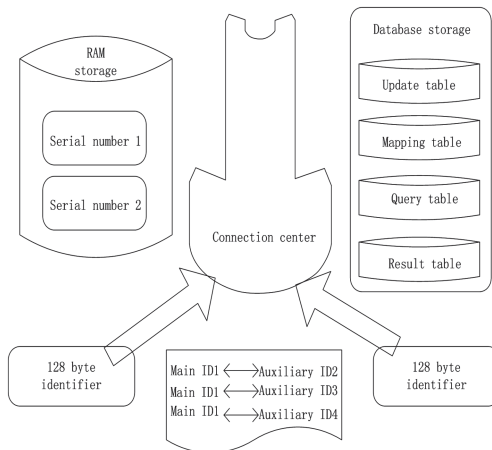 RAM
storage
Serial number 1
Serial number 2
Connection center
Database storage
Update table
Mapping table
Query table
Result table
128 byte
identifier
Main ID1 Auxiliary ID2
Main ID1 Auxiliary ID3
Main ID1 Auxiliary ID4
128 byte
identifier